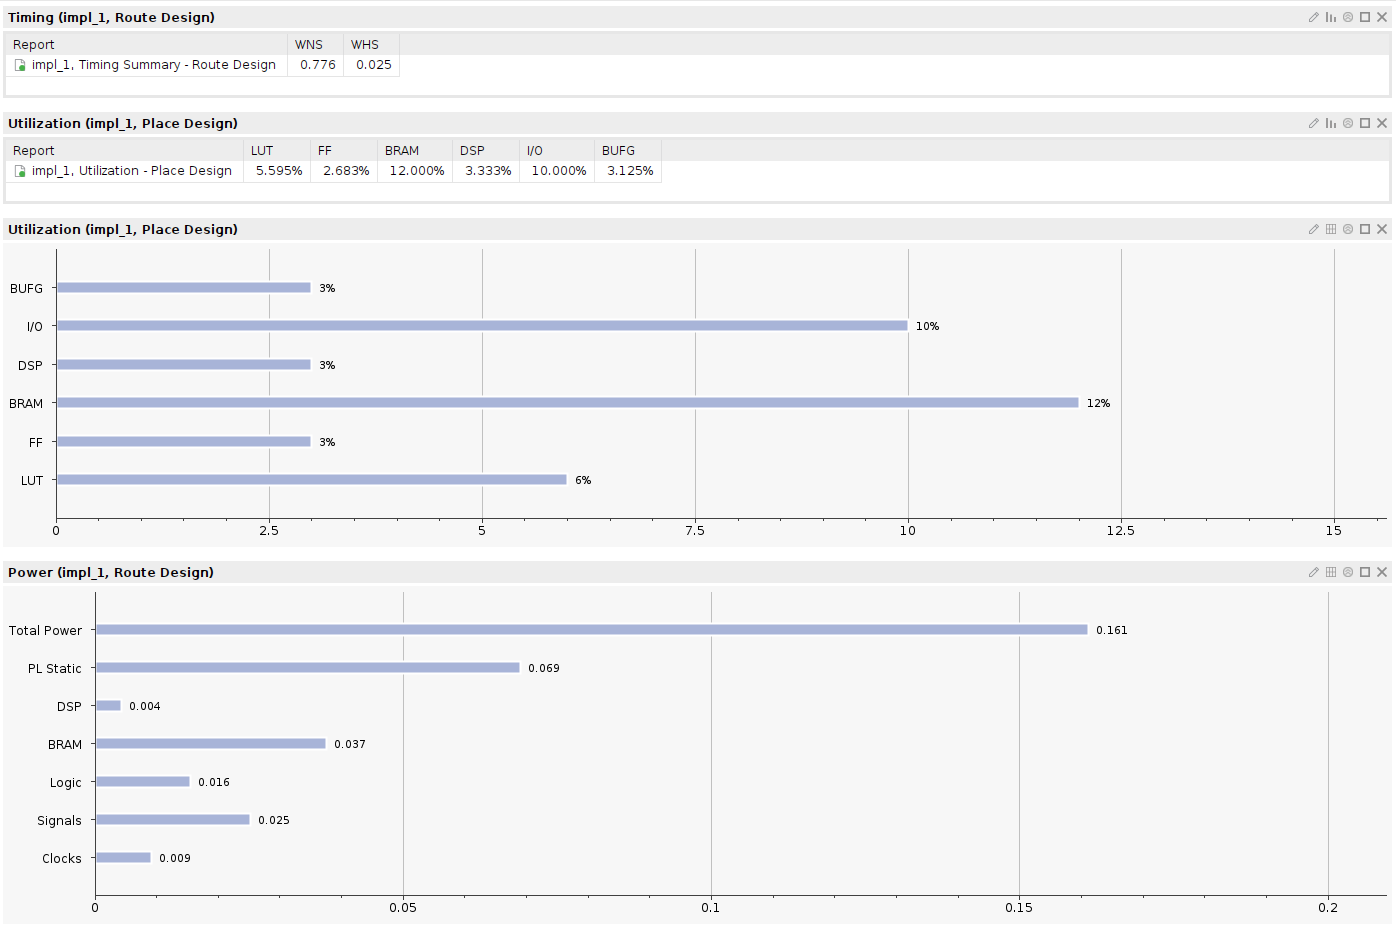 Timing (impl_1, Route Design)
Report WNS WHS
impl_1, Timing Summary - Route Design 0.776 0.025
Utilization (impl_1, Place Design)
Report LUT FF BRAM DSP I/O BUFG
impl_1, Utilization - Place Design 5.595% 2.683% 12.000% 3.333% 10.000% 3.125%
Utilization (impl_1, Place Design)
BUFG 3%
I/O 10%
DSP 3%
BRAM 12%
FF 3%
LUT 6%
0 2.5 5 7.5 10 12.5 15
Power (impl_1, Route Design)
Total Power 0.161
PL Static 0.069
DSP 0.004
BRAM 0.037
Logic 0.016
Signals 0.025
Clocks 0.009
0 0.05 0.1 0.15 0.2